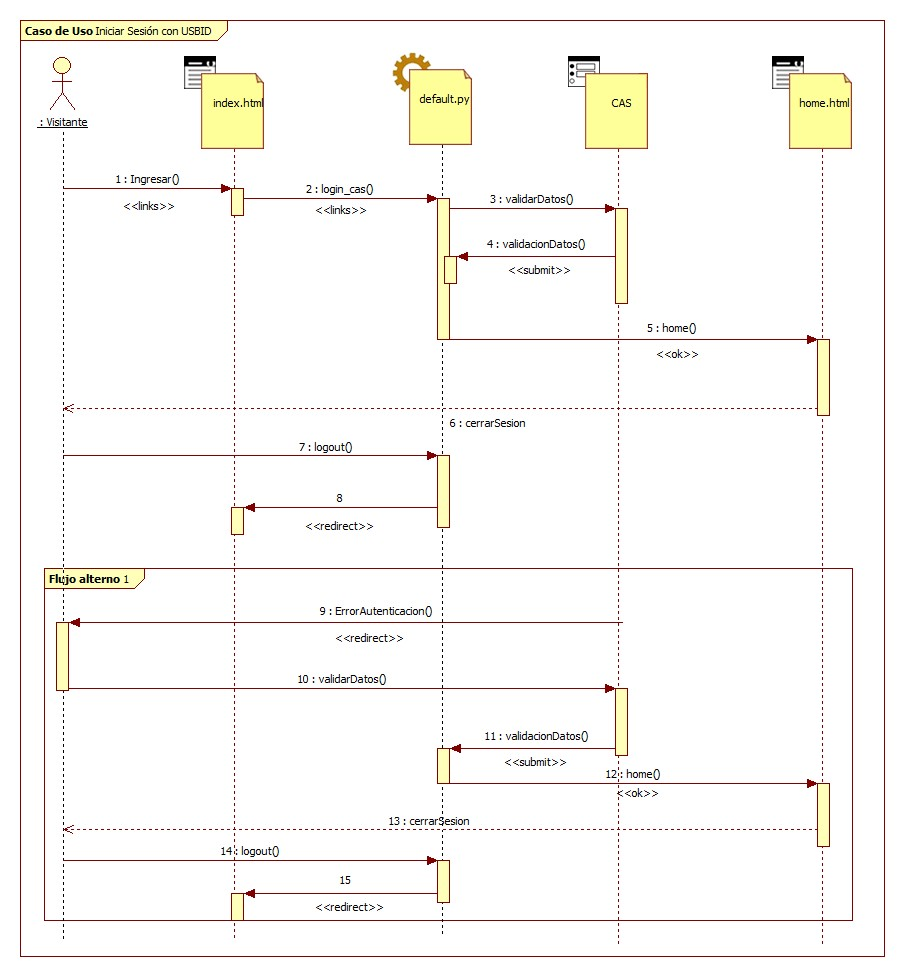 Caso de Uso Iniciar Sesión con USBID
index.html
default.py
CAS
home.html
: Visitante
1 : Ingresar()
<<links>>
2 : login_cas()
<<links>>
3 : validarDatos()
4 : validacionDatos()
<<submit>>
5 : home()
<<ok>>
6 : cerrarSesion
7 : logout()
8
<<redirect>>
Flujo alterno 1
9 : ErrorAutenticacion()
<<redirect>>
10 : validarDatos()
11 : validacionDatos()
<<submit>>
12 : home()
<<ok>>
13 : cerrarSesion
14 : logout()
15
<<redirect>>